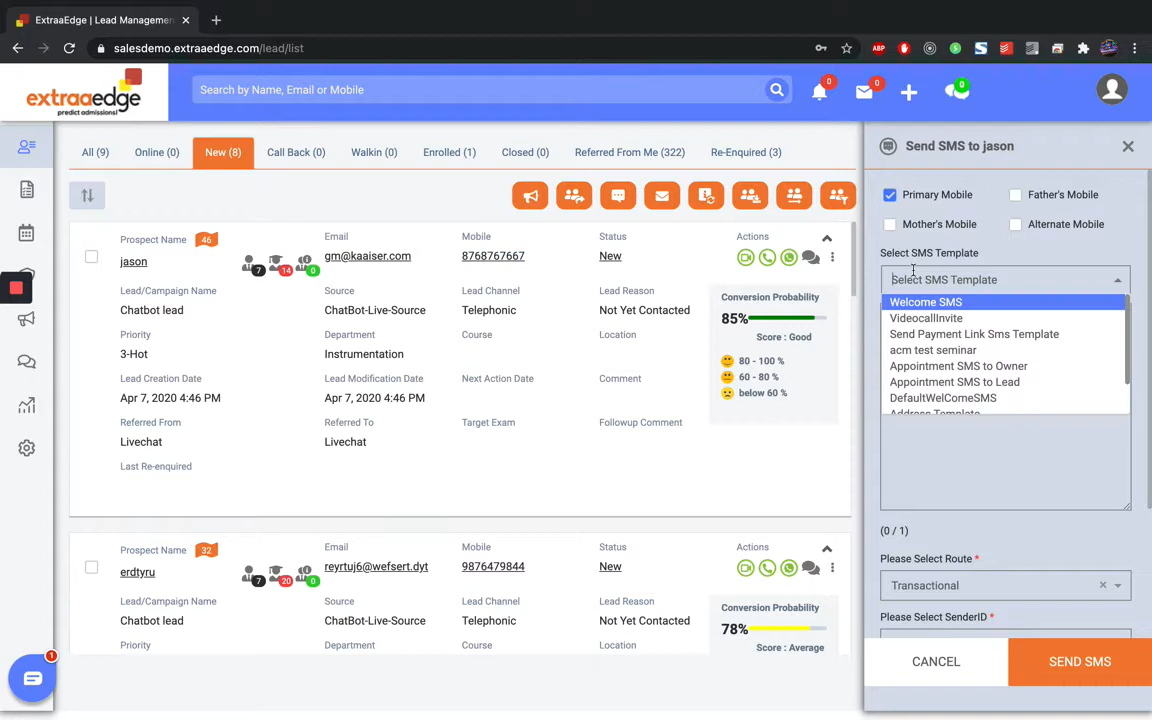 ExtraaEdge | Lead Managemen
salesdemo.extraaedge.com/lead/list
ABP
S
extraaedge
predict admissions!
Search by Name, Email or Mobile
0
0
0
All (9)
Online (0)
New (8)
Call Back (0)
Walkin (0)
Enrolled (1)
Closed (0)
Referred From Me (322)
Re-Enquired (3)
Prospect Name 46
jason
7
14
0
Email
gm@kaaiser.com
Mobile
8768767667
Status
New
Actions
Lead/Campaign Name
Chatbot lead
Source
ChatBot-Live-Source
Lead Channel
Telephonic
Lead Reason
Not Yet Contacted
Conversion Probability
85%
Score : Good
80 - 100 %
60 - 80 %
below 60 %
Priority
3-Hot
Department
Instrumentation
Course
Location
Lead Creation Date
Apr 7, 2020 4:46 PM
Lead Modification Date
Apr 7, 2020 4:46 PM
Next Action Date
Comment
Referred From
Livechat
Referred To
Livechat
Target Exam
Followup Comment
Last Re-enquired
Prospect Name 32
erdtyru
7
20
0
Email
reyrtuj6@wefsert.dyt
Mobile
9876479844
Status
New
Actions
Lead/Campaign Name
Chatbot lead
Source
ChatBot-Live-Source
Lead Channel
Telephonic
Lead Reason
Not Yet Contacted
Conversion Probability
78%
Score : Average
Priority
Department
Course
Location
1
Send SMS to jason
Primary Mobile
Father's Mobile
Mother's Mobile
Alternate Mobile
Select SMS Template
Select SMS Template
Welcome SMS
VideocallInvite
Send Payment Link Sms Template
acm test seminar
Appointment SMS to Owner
Appointment SMS to Lead
DefaultWelComeSMS
Address Template
(0 / 1)
Please Select Route *
Transactional
Please Select SenderID *
CANCEL
SEND SMS